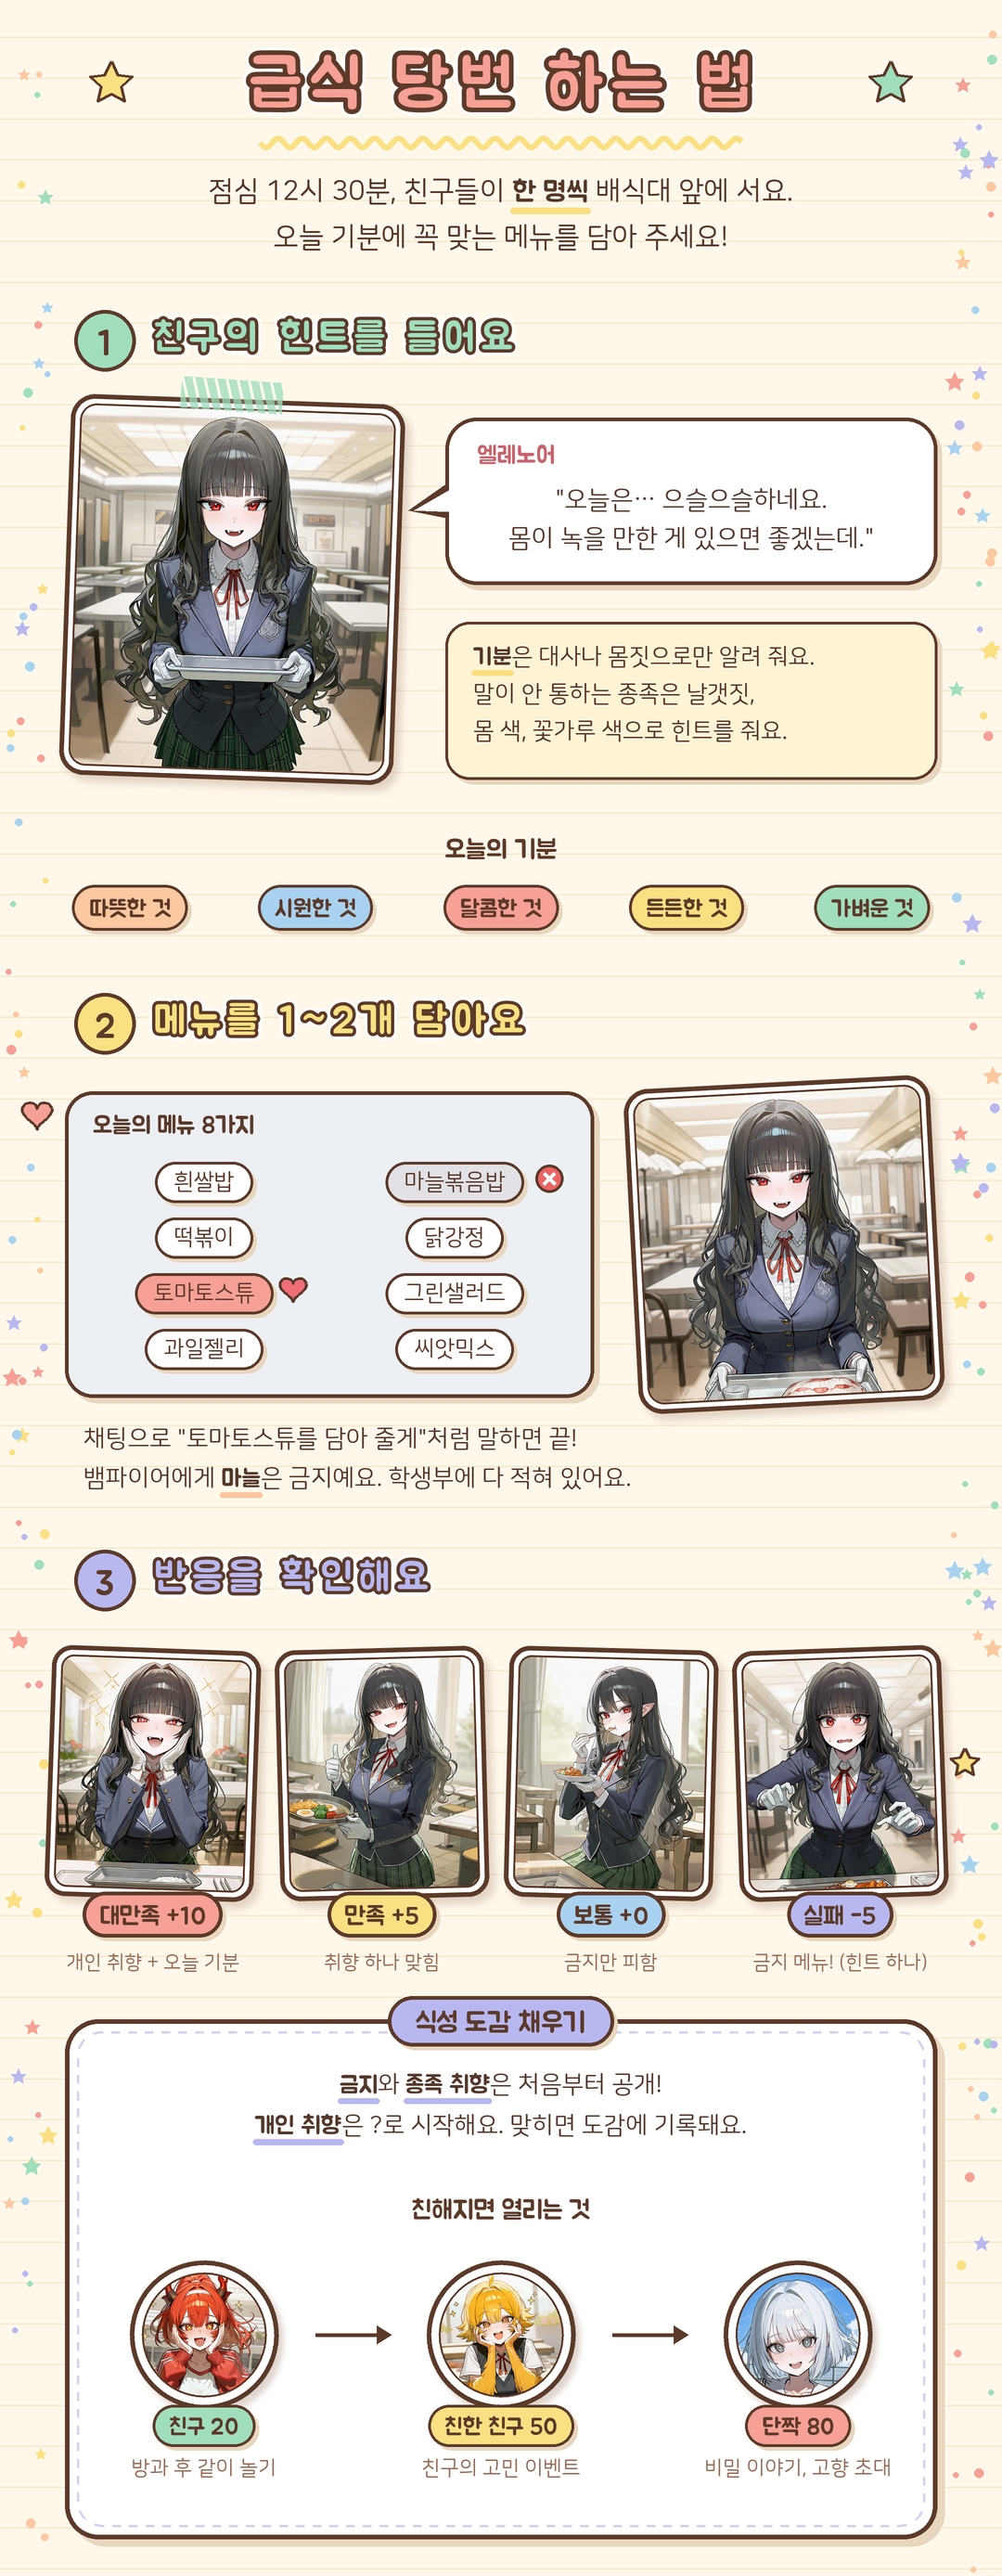 급식 당번 하는 법
점심 12시 30분, 친구들이 한 명씩 배식대 앞에 서요.
오늘 기분에 꼭 맞는 메뉴를 담아 주세요!
1 친구의 힌트를 들어요
엘레노어
"오늘은… 으슬으슬하네요.
몸이 녹을 만한 게 있으면 좋겠는데."
기분은 대사나 몸짓으로만 알려 줘요.
말이 안 통하는 종족은 날갯짓,
몸 색, 꽃가루 색으로 힌트를 줘요.
오늘의 기분
따뜻한 것 시원한 것 달콤한 것 든든한 것 가벼운 것
2 메뉴를 1~2개 담아요
오늘의 메뉴 8가지
흰쌀밥 마늘볶음밥
떡볶이 닭강정
토마토스튜 그린샐러드
과일젤리 씨앗믹스
채팅으로 "토마토스튜를 담아 줄게"처럼 말하면 끝!
뱀파이어에게 마늘은 금지예요. 학생부에 다 적혀 있어요.
3 반응을 확인해요
대만족 +10 만족 +5 보통 +0 실패 -5
개인 취향 + 오늘 기분 취향 하나 맞힘 금지만 피함 금지 메뉴! (힌트 하나)
식성 도감 채우기
금지와 종족 취향은 처음부터 공개!
개인 취향은 ?로 시작해요. 맞히면 도감에 기록돼요.
친해지면 열리는 것
친구 20 친한 친구 50 단짝 80
방과 후 같이 놀기 친구의 고민 이벤트 비밀 이야기, 고향 초대